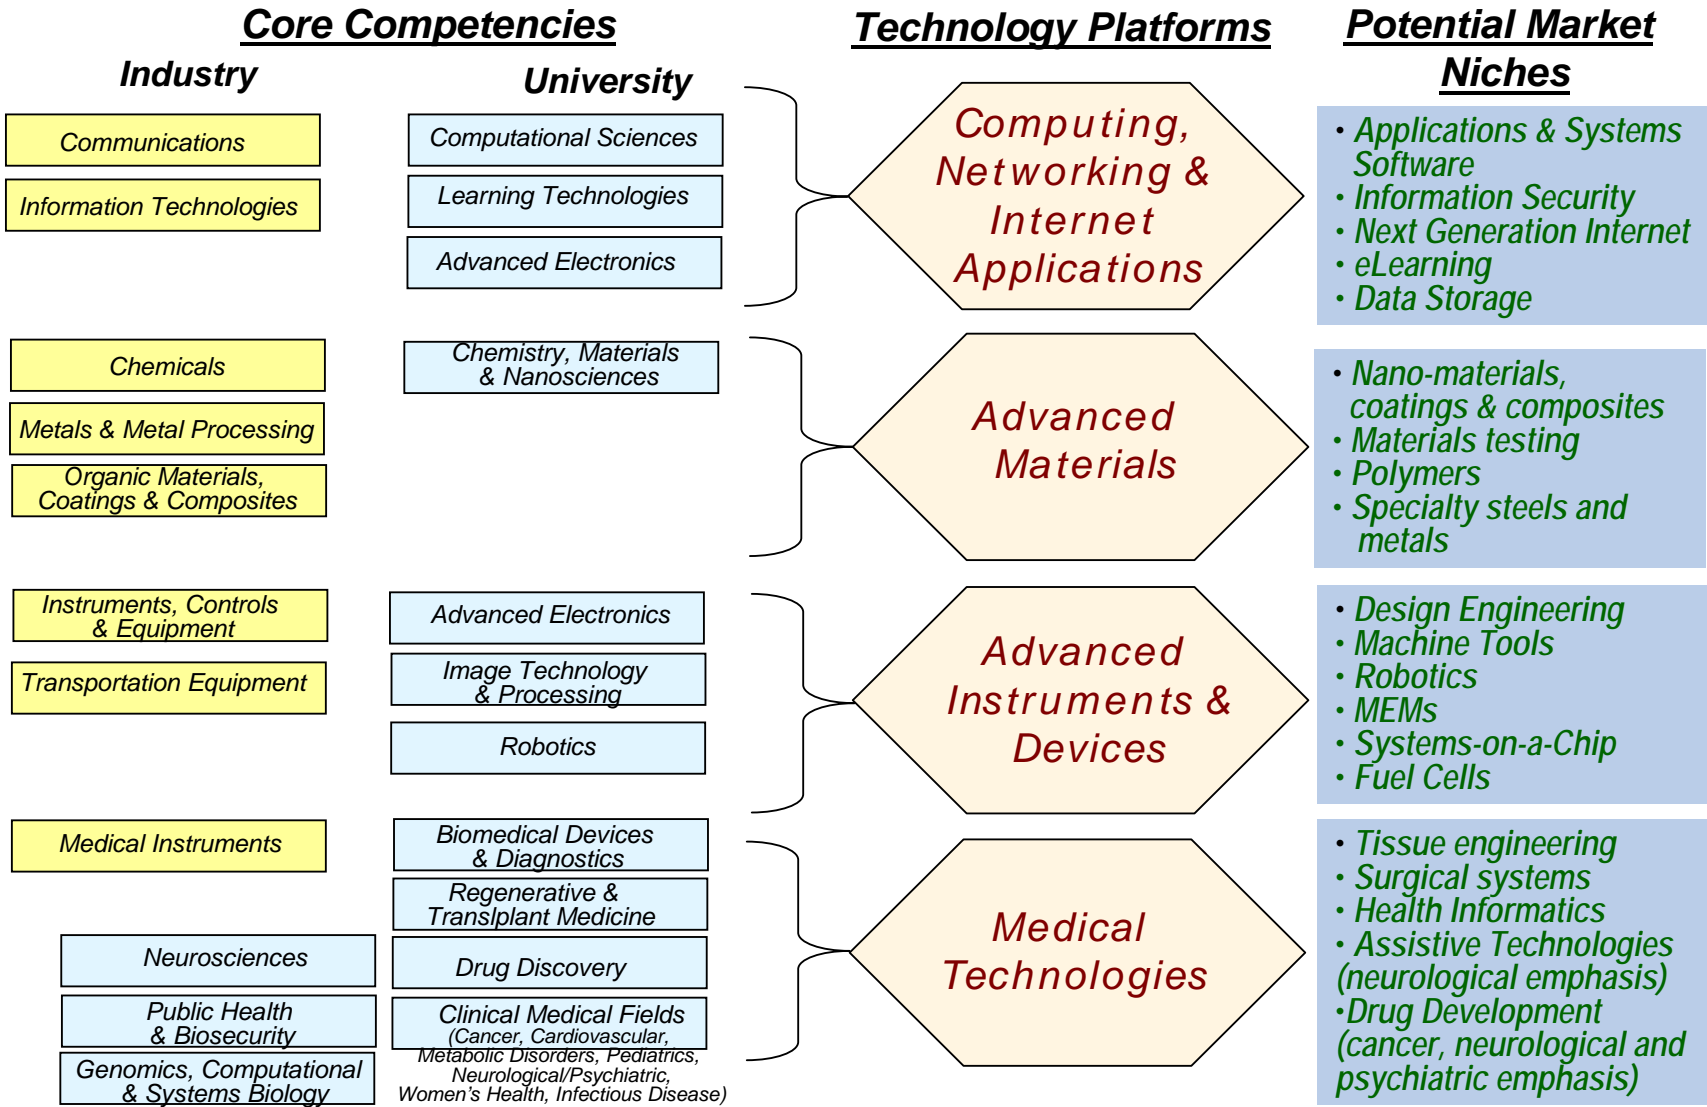 Core Competencies
Technology Platforms
Potential Market
Niches
Industry
University
Communications
Information Technologies
Computational Sciences
Learning Technologies
Advanced Electronics
Computing,
Networking &
Internet
Applications
• Applications & Systems
Software
• Information Security
• Next Generation Internet
• eLearning
• Data Storage
Chemicals
Metals & Metal Processing
Organic Materials,
Coatings & Composites
Chemistry, Materials
& Nanosciences
Advanced
Materials
• Nano-materials,
coatings & composites
• Materials testing
• Polymers
• Specialty steels and
metals
Instruments, Controls
& Equipment
Transportation Equipment
Advanced Electronics
Image Technology
& Processing
Robotics
Advanced
Instruments &
Devices
• Design Engineering
• Machine Tools
• Robotics
• MEMs
• Systems-on-a-Chip
• Fuel Cells
Medical Instruments
Neurosciences
Public Health
& Biosecurity
Genomics, Computational
& Systems Biology
Biomedical Devices
& Diagnostics
Regenerative &
Translplant Medicine
Drug Discovery
Clinical Medical Fields
(Cancer, Cardiovascular,
Metabolic Disorders, Pediatrics,
Neurological/Psychiatric,
Women's Health, Infectious Disease)
Medical
Technologies
• Tissue engineering
• Surgical systems
• Health Informatics
• Assistive Technologies
(neurological emphasis)
•Drug Development
(cancer, neurological and
psychiatric emphasis)